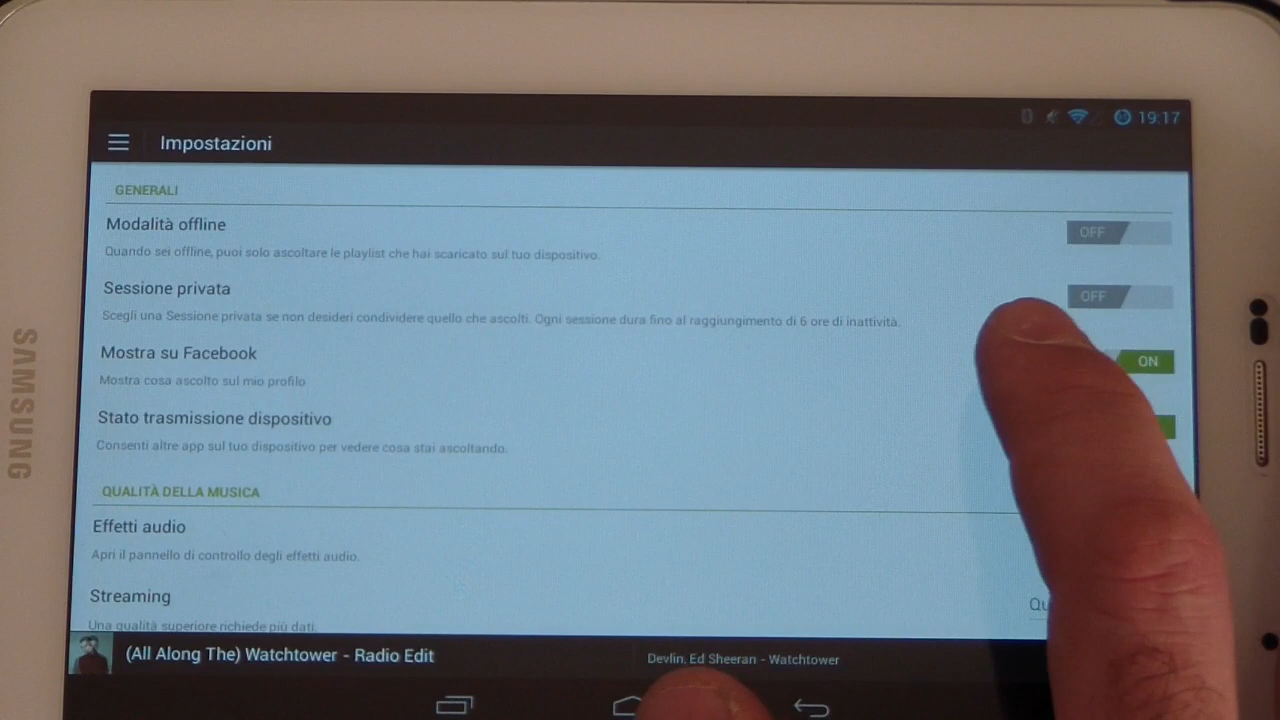 19:17
Impostazioni
GENERALI
Modalità offline
OFF
Quando sei offline, puoi solo ascoltare le playlist che hai scaricato sul tuo dispositivo.
Sessione privata
OFF
Scegli una Sessione privata se non desideri condividere quello che ascolti. Ogni sessione dura fino al raggiungimento di 6 ore di inattività.
Mostra su Facebook
ON
Mostra cosa ascolto sul mio profilo
Stato trasmissione dispositivo
Consenti altre app sul tuo dispositivo per vedere cosa stai ascoltando.
QUALITÀ DELLA MUSICA
Effetti audio
Apri il pannello di controllo degli effetti audio.
Streaming
Una qualità superiore richiede più dati.
(All Along The) Watchtower - Radio Edit
Devlin, Ed Sheeran - Watchtower
SAMSUNG